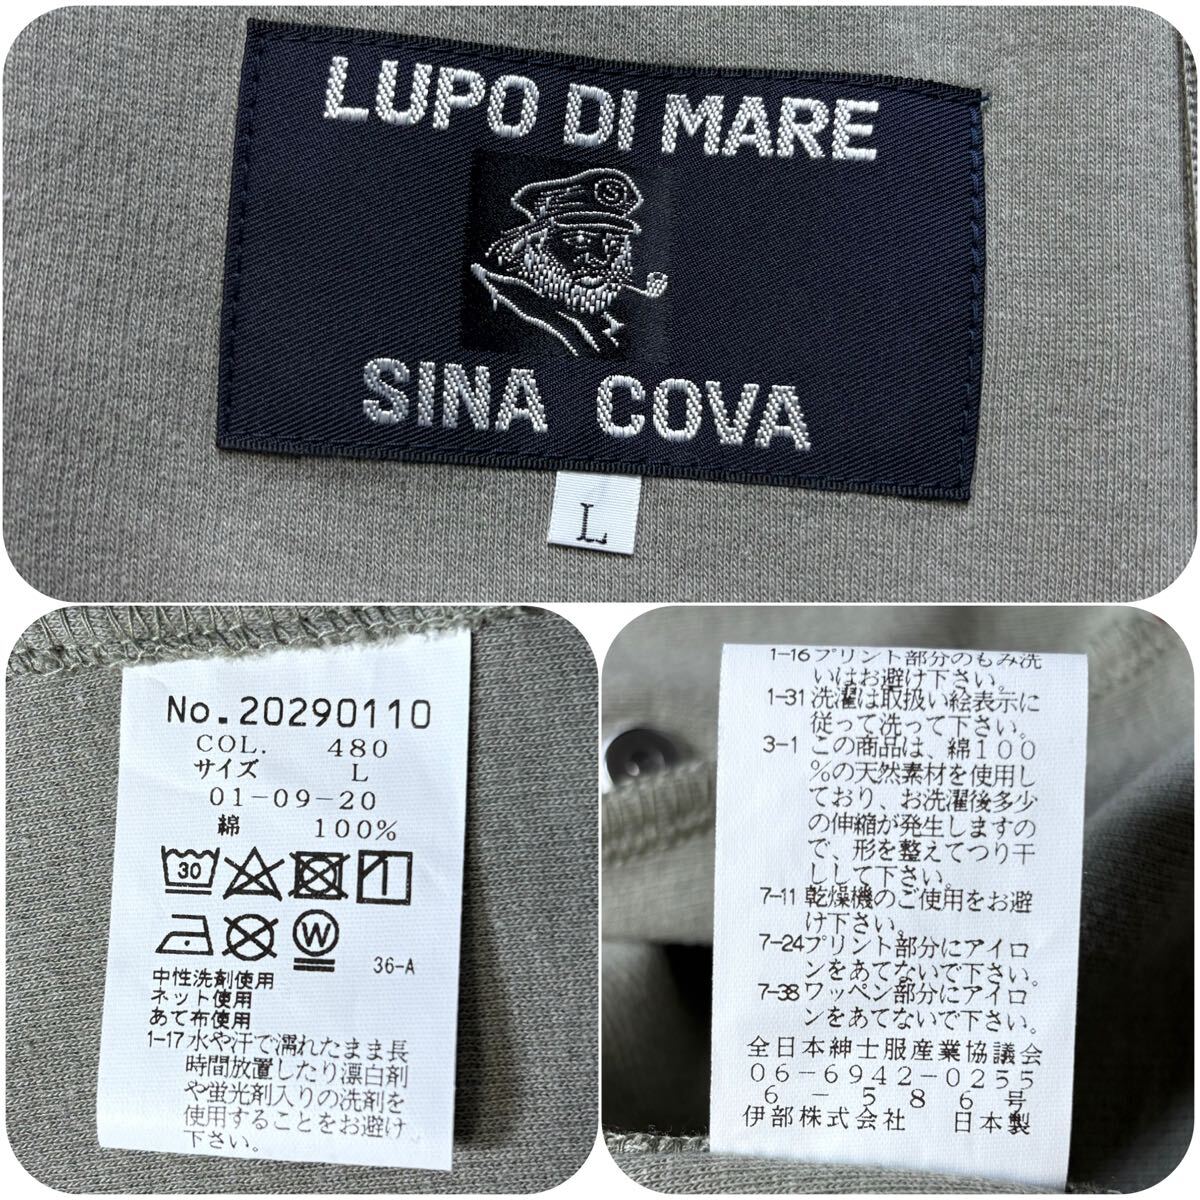 LUPO DI MARE
S
SINA COVA
L
No.20290110
COL. 480
サイズ L
01-09-20
綿 100%
30
W
36-A
中性洗剤使用
ネット使用
あて布使用
1-17 水や汗で濡れたまま長
時間放置したり漂白剤
や蛍光剤入りの洗剤を
使用することをお避け
下さい。
1-16 プリント部分のもみ洗
いはお避け下さい。
1-31 洗濯は取扱い絵表示に
従って洗って下さい。
3-1 この商品は、綿100
%の天然素材を使用し
ており、お洗濯後多少
の伸縮が発生しますの
で、形を整えてつり干
しして下さい。
7-11 乾燥機のご使用をお避
け下さい。
7-24 プリント部分にアイロ
ンをあてないで下さい。
7-38 ワッペン部分にアイロ
ンをあてないで下さい。
全日本紳士服産業協議会
06-6942-0255
6-586号
伊部株式会社 日本製